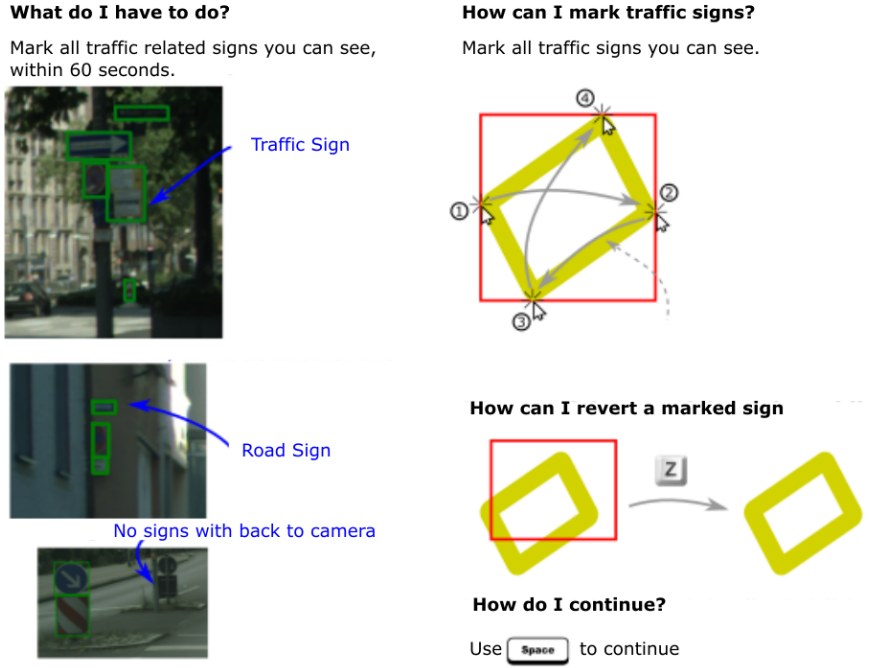 What do I have to do?
Mark all traffic related signs you can see,
within 60 seconds.
Traffic Sign
Road Sign
No signs with back to camera
How can I mark traffic signs?
Mark all traffic signs you can see.
④
①
②
③
How can I revert a marked sign
Z
How do I continue?
Use Space to continue